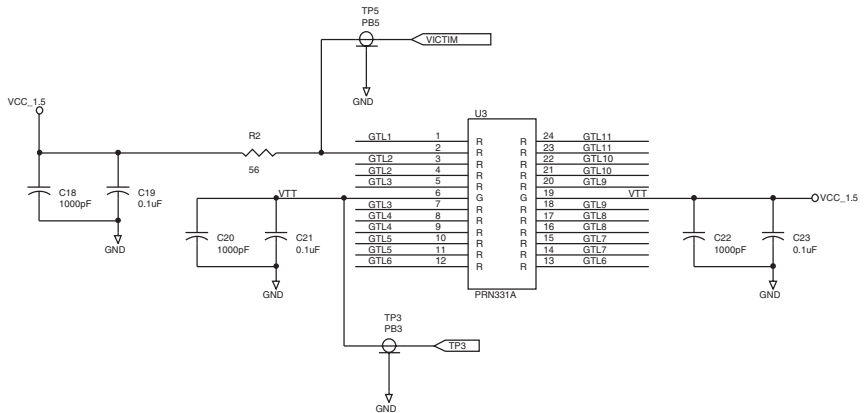 TP5
PB5
VICTIM
GND
VCC_1.5
U3
R2
56
C18
1000pF
C19
0.1uF
GND
GTL1 1 R R 24 GTL11
2 R R 23 GTL11
GTL2 3 R R 22 GTL10
GTL2 4 R R 21 GTL10
GTL3 5 R R 20 GTL9
VTT 6 G G 19 VTT VCC_1.5
GTL3 7 R R 18 GTL9
GTL4 8 R R 17 GTL8
GTL4 9 R R 16 GTL8
GTL5 10 R R 15 GTL7
GTL5 11 R R 14 GTL7
GTL6 12 R R 13 GTL6
C20
1000pF
C21
0.1uF
GND
C22
1000pF
C23
0.1uF
GND
PRN331A
TP3
PB3
TP3
GND